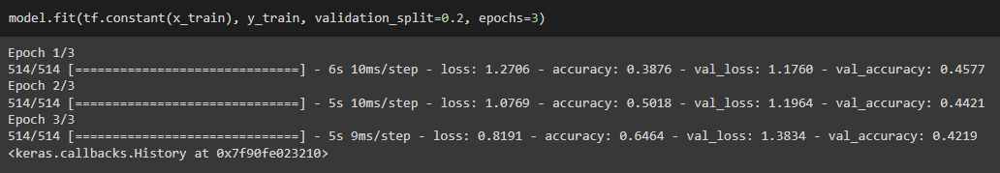 model.fit(tf.constant(x_train), y_train, validation_split=0.2, epochs=3)
Epoch 1/3
514/514 [==============================] - 6s 10ms/step - loss: 1.2706 - accuracy: 0.3876 - val_loss: 1.1760 - val_accuracy: 0.4577
Epoch 2/3
514/514 [==============================] - 5s 10ms/step - loss: 1.0769 - accuracy: 0.5018 - val_loss: 1.1964 - val_accuracy: 0.4421
Epoch 3/3
514/514 [==============================] - 5s 9ms/step - loss: 0.8191 - accuracy: 0.6464 - val_loss: 1.3834 - val_accuracy: 0.4219
<keras.callbacks.History at 0x7f90fe023210>